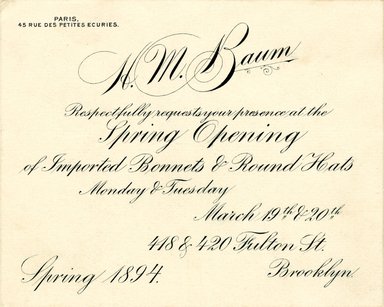 PARIS,
45 RUE DES PETITES ECURIES.
H. M. Baum
Respectfully requests your presence at the
Spring Opening
of Imported Bonnets & Round Hats
Monday & Tuesday
March 19th & 20th
418 & 420 Fulton St.
Spring 1894. Brooklyn.